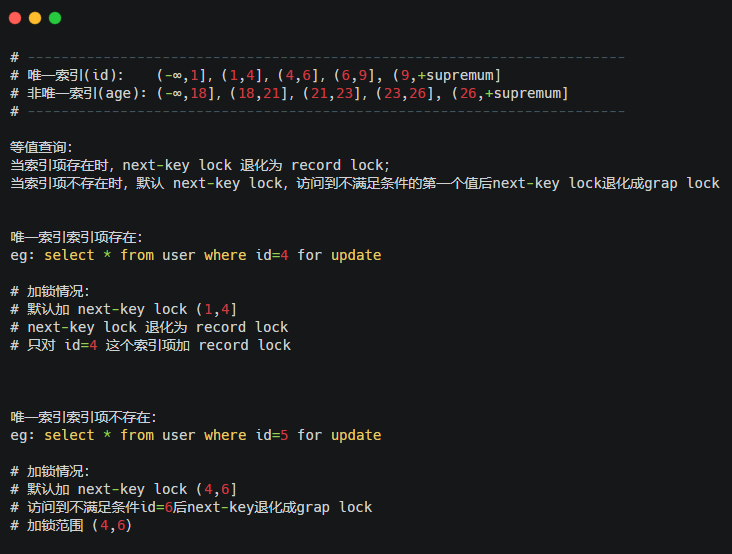 # ---------------------------------------------------------------------
# 唯一索引(id):   (-∞,1], (1,4], (4,6], (6,9], (9,+supremum]
# 非唯一索引(age): (-∞,18], (18,21], (21,23], (23,26], (26,+supremum]
# ---------------------------------------------------------------------
等值查询:
当索引项存在时, next-key lock 退化为 record lock;
当索引项不存在时, 默认 next-key lock, 访问到不满足条件的第一个值后next-key lock退化成grap lock
唯一索引索引项存在:
eg: select * from user where id=4 for update
# 加锁情况:
# 默认加 next-key lock (1,4]
# next-key lock 退化为 record lock
# 只对 id=4 这个索引项加 record lock
唯一索引索引项不存在:
eg: select * from user where id=5 for update
# 加锁情况:
# 默认加 next-key lock (4,6]
# 访问到不满足条件id=6后next-key退化成grap lock
# 加锁范围 (4,6)